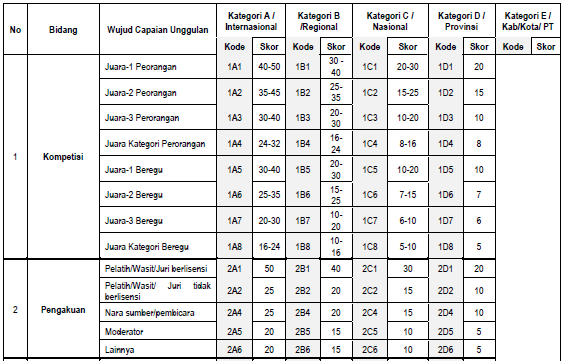 No Bidang Wujud Capaian Unggulan Kategori A / Internasional Kategori B /Regional Kategori C / Nasional Kategori D / Provinsi Kategori E / Kab/Kota/ PT
Kode Skor Kode Skor Kode Skor Kode Skor Kode Skor
1 Kompetisi
Juara-1 Peorangan 1A1 40-50 1B1 30 - 40 1C1 20-30 1D1 20
Juara-2 Peorangan 1A2 35-45 1B2 25-35 1C2 15-25 1D2 15
Juara-3 Perorangan 1A3 30-40 1B3 20-30 1C3 10-20 1D3 10
Juara Kategori Perorangan 1A4 24-32 1B4 16-24 1C4 8-16 1D4 8
Juara-1 Beregu 1A5 30-40 1B5 20-30 1C5 10-20 1D5 10
Juara-2 Beregu 1A6 25-35 1B6 15-25 1C6 7-15 1D6 7
Juara-3 Beregu 1A7 20-30 1B7 10-20 1C7 6-10 1D7 6
Juara Kategori Beregu 1A8 16-24 1B8 10-16 1C8 5-10 1D8 5
2 Pengakuan
Pelatih/Wasit/Juri berlisensi 2A1 50 2B1 40 2C1 30 2D1 20
Pelatih/Wasit/ Juri tidak berlisensi 2A2 25 2B2 20 2C2 15 2D2 10
Nara sumber/pembicara 2A4 25 2B4 20 2C4 15 2D4 10
Moderator 2A5 20 2B5 15 2C5 10 2D5 5
Lainnya 2A6 20 2B6 15 2C6 10 2D6 5